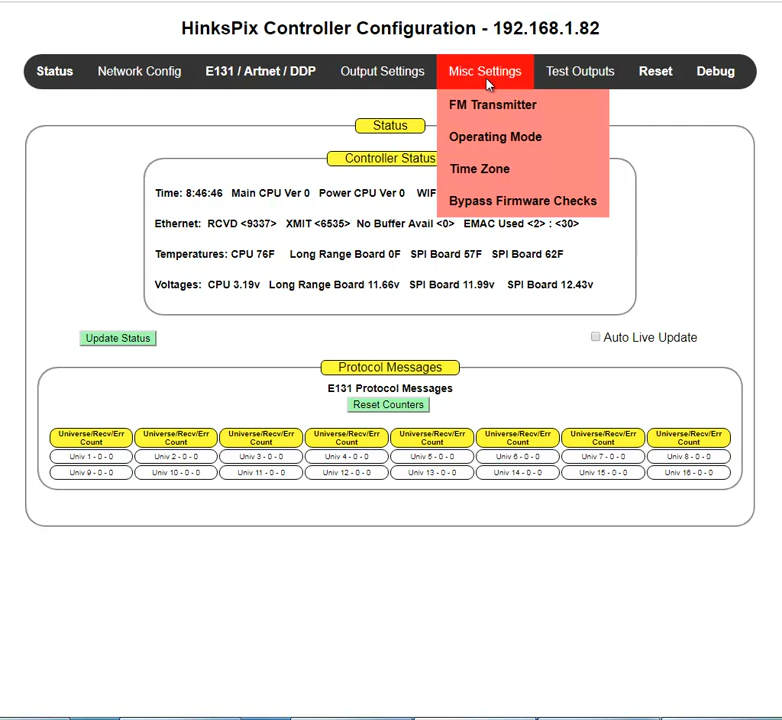 HinksPix Controller Configuration - 192.168.1.82
Status Network Config E131 / Artnet / DDP Output Settings Misc Settings Test Outputs Reset Debug
FM Transmitter
Operating Mode
Time Zone
Bypass Firmware Checks
Status
Controller Status
Time: 8:46:46 Main CPU Ver 0 Power CPU Ver 0 WIF
Ethernet: RCVD <9337> XMIT <6535> No Buffer Avail <0> EMAC Used <2> : <30>
Temperatures: CPU 76F Long Range Board 0F SPI Board 57F SPI Board 62F
Voltages: CPU 3.19v Long Range Board 11.66v SPI Board 11.99v SPI Board 12.43v
Update Status Auto Live Update
Protocol Messages
E131 Protocol Messages
Reset Counters
Universe/Recv/Err Universe/Recv/Err Universe/Recv/Err Universe/Recv/Err Universe/Recv/Err Universe/Recv/Err Universe/Recv/Err Universe/Recv/Err
Count Count Count Count Count Count Count Count
Univ 1 - 0 - 0 Univ 2 - 0 - 0 Univ 3 - 0 - 0 Univ 4 - 0 - 0 Univ 5 - 0 - 0 Univ 6 - 0 - 0 Univ 7 - 0 - 0 Univ 8 - 0 - 0
Univ 9 - 0 - 0 Univ 10 - 0 - 0 Univ 11 - 0 - 0 Univ 12 - 0 - 0 Univ 13 - 0 - 0 Univ 14 - 0 - 0 Univ 15 - 0 - 0 Univ 16 - 0 - 0